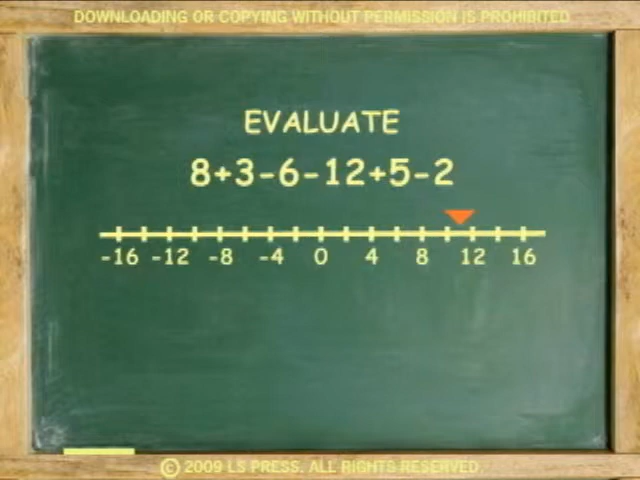 DOWNLOADING OR COPYING WITHOUT PERMISSION IS PROHIBITED
EVALUATE
8+3-6-12+5-2
-16 -12 -8 -4 0 4 8 12 16
© 2009 LS PRESS. ALL RIGHTS RESERVED.